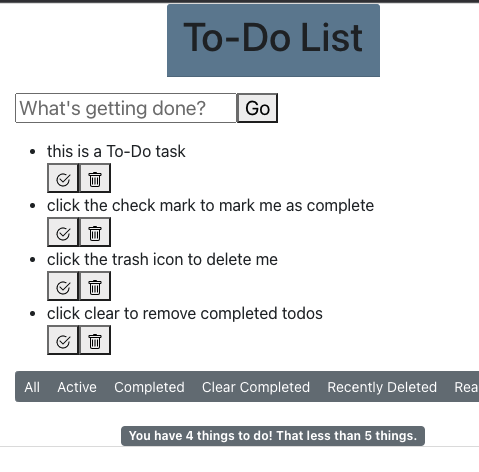 To-Do List
What's getting done? Go
this is a To-Do task
click the check mark to mark me as complete
click the trash icon to delete me
click clear to remove completed todos
All Active Completed Clear Completed Recently Deleted Rea
You have 4 things to do! That less than 5 things.